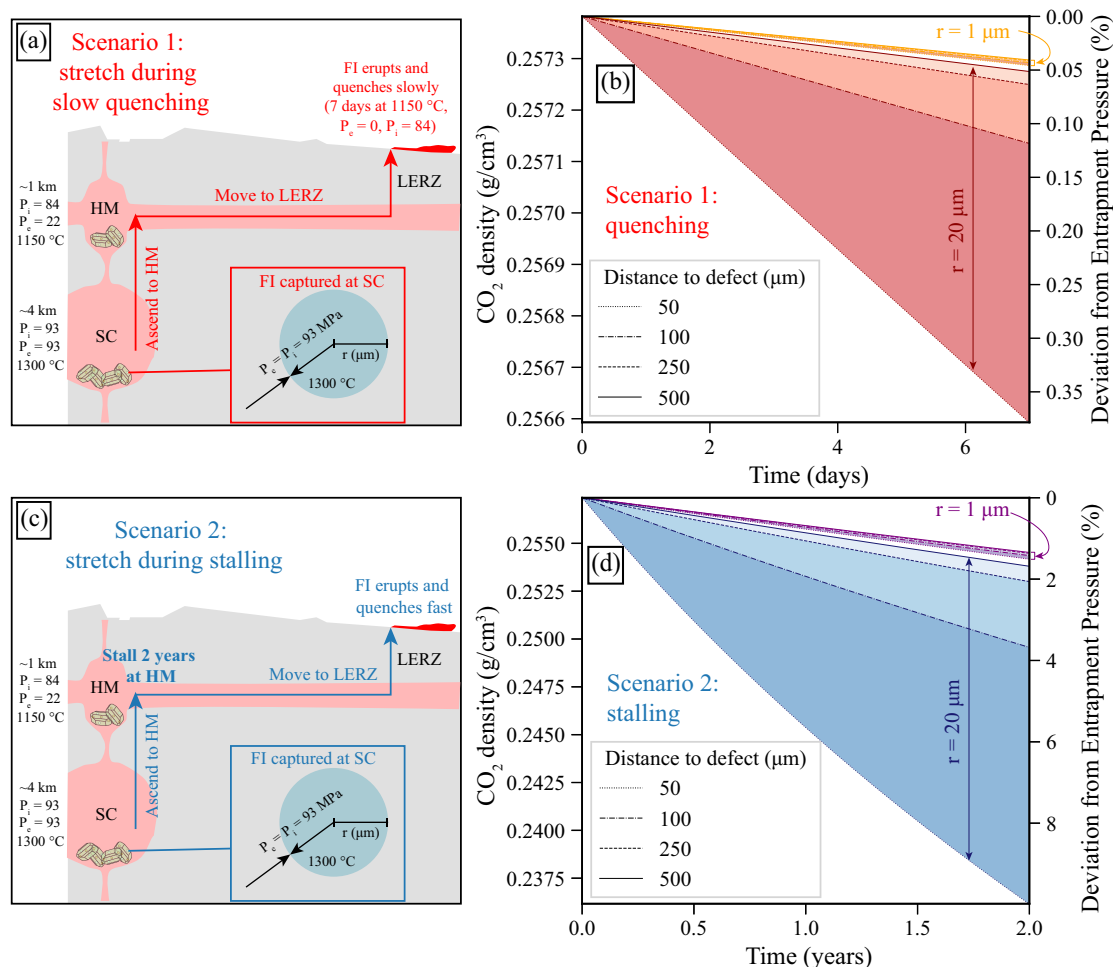 (a)
Scenario 1:
stretch during
slow quenching
FI erupts and
quenches slowly
(7 days at 1150 °C,
Pₑ = 0, Pᵢ = 84)
LERZ
Move to LERZ
~1 km
Pᵢ = 84
Pₑ = 22
1150 °C
HM
Ascend to HM
~4 km
Pᵢ = 93
Pₑ = 93
1300 °C
SC
FI captured at SC
Pₑ = Pᵢ = 93 MPa
r (μm)
1300 °C
(b)
CO₂ density (g/cm³)
0.2573
0.2572
0.2571
0.2570
0.2569
0.2568
0.2567
0.2566
r = 1 μm
r = 20 μm
Scenario 1:
quenching
Distance to defect (μm)
50
100
250
500
0.00
0.05
0.10
0.15
0.20
0.25
0.30
0.35
Deviation from Entrapment Pressure (%)
0
2
4
6
Time (days)
(c)
Scenario 2:
stretch during stalling
FI erupts and
quenches fast
LERZ
Stall 2 years
at HM
Move to LERZ
~1 km
Pᵢ = 84
Pₑ = 22
1150 °C
HM
Ascend to HM
~4 km
Pᵢ = 93
Pₑ = 93
1300 °C
SC
FI captured at SC
Pₑ = Pᵢ = 93 MPa
r (μm)
1300 °C
(d)
CO₂ density (g/cm³)
0.2550
0.2525
0.2500
0.2475
0.2450
0.2425
0.2400
0.2375
r = 1 μm
r = 20 μm
Scenario 2:
stalling
Distance to defect (μm)
50
100
250
500
0
2
4
6
8
Deviation from Entrapment Pressure (%)
0.0
0.5
1.0
1.5
2.0
Time (years)